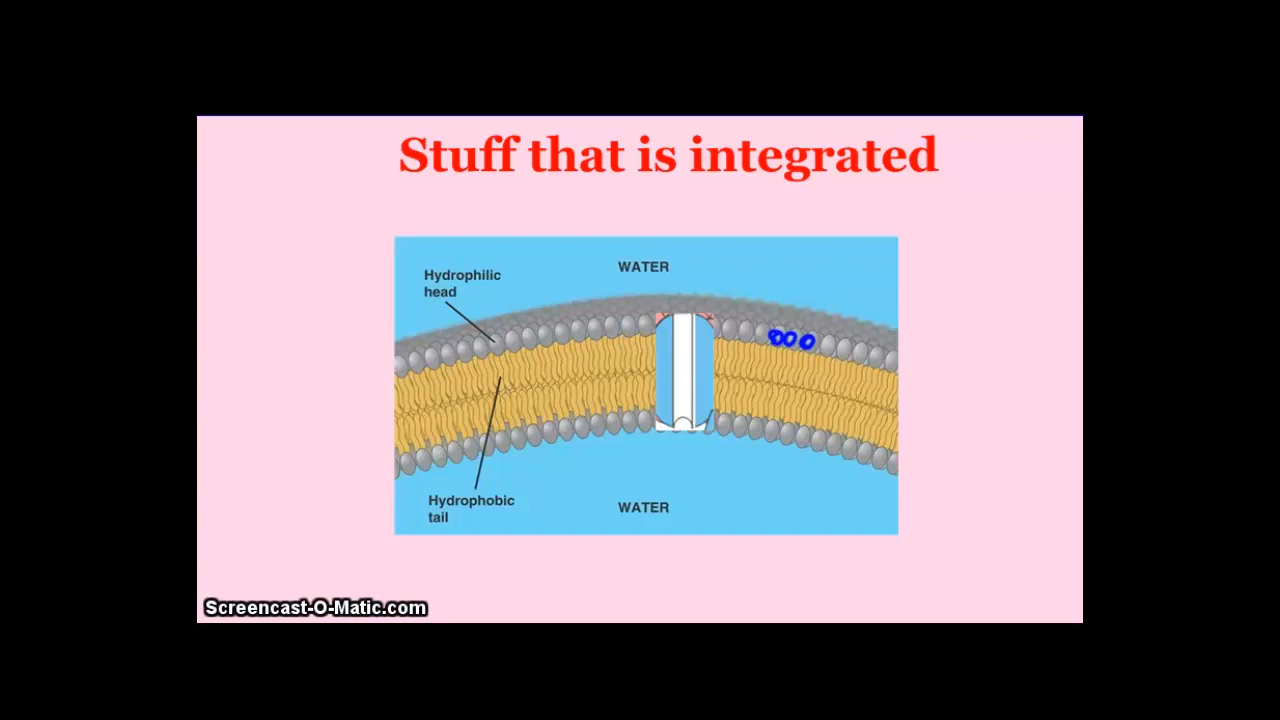 Stuff that is integrated
WATER
Hydrophilic
head
Hydrophobic
tail
WATER
Screencast-O-Matic.com